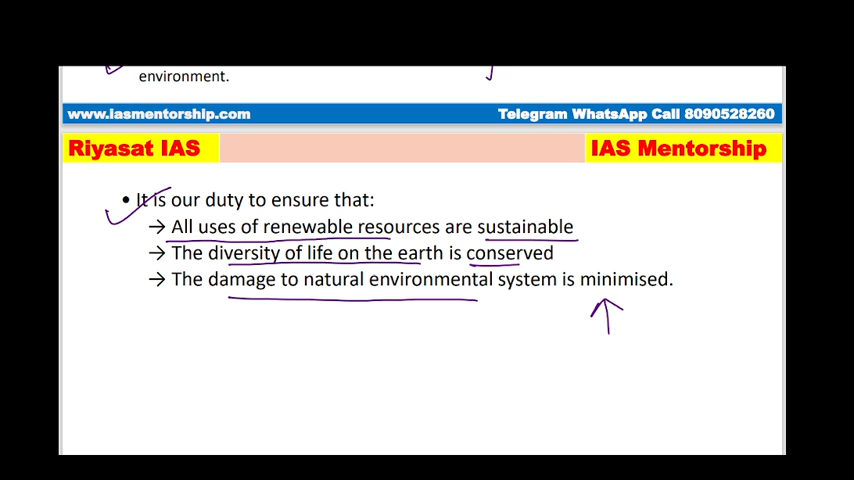 environment.
www.iasmentorship.com Telegram WhatsApp Call 8090528260
Riyasat IAS IAS Mentorship
• It is our duty to ensure that:
→ All uses of renewable resources are sustainable
→ The diversity of life on the earth is conserved
→ The damage to natural environmental system is minimised.